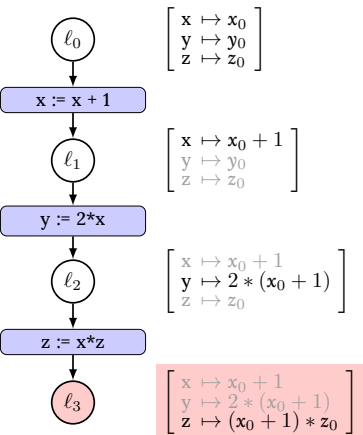 ℓ₀
x ↦ x₀
y ↦ y₀
z ↦ z₀
x := x + 1
ℓ₁
x ↦ x₀ + 1
y ↦ y₀
z ↦ z₀
y := 2*x
ℓ₂
x ↦ x₀ + 1
y ↦ 2 ∗ (x₀ + 1)
z ↦ z₀
z := x*z
ℓ₃
x ↦ x₀ + 1
y ↦ 2 ∗ (x₀ + 1)
z ↦ (x₀ + 1) ∗ z₀